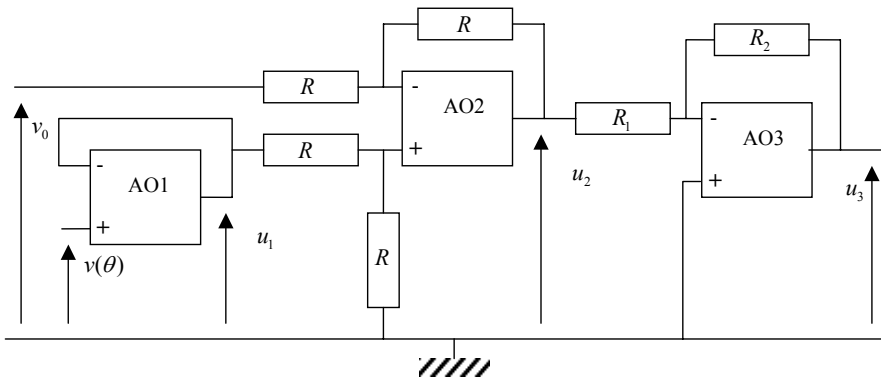 R
R₂
R
-
AO2
v₀
R₁
-
AO3
R
+
-
AO1
+
u₂
+
u₃
u₁
R
v(θ)